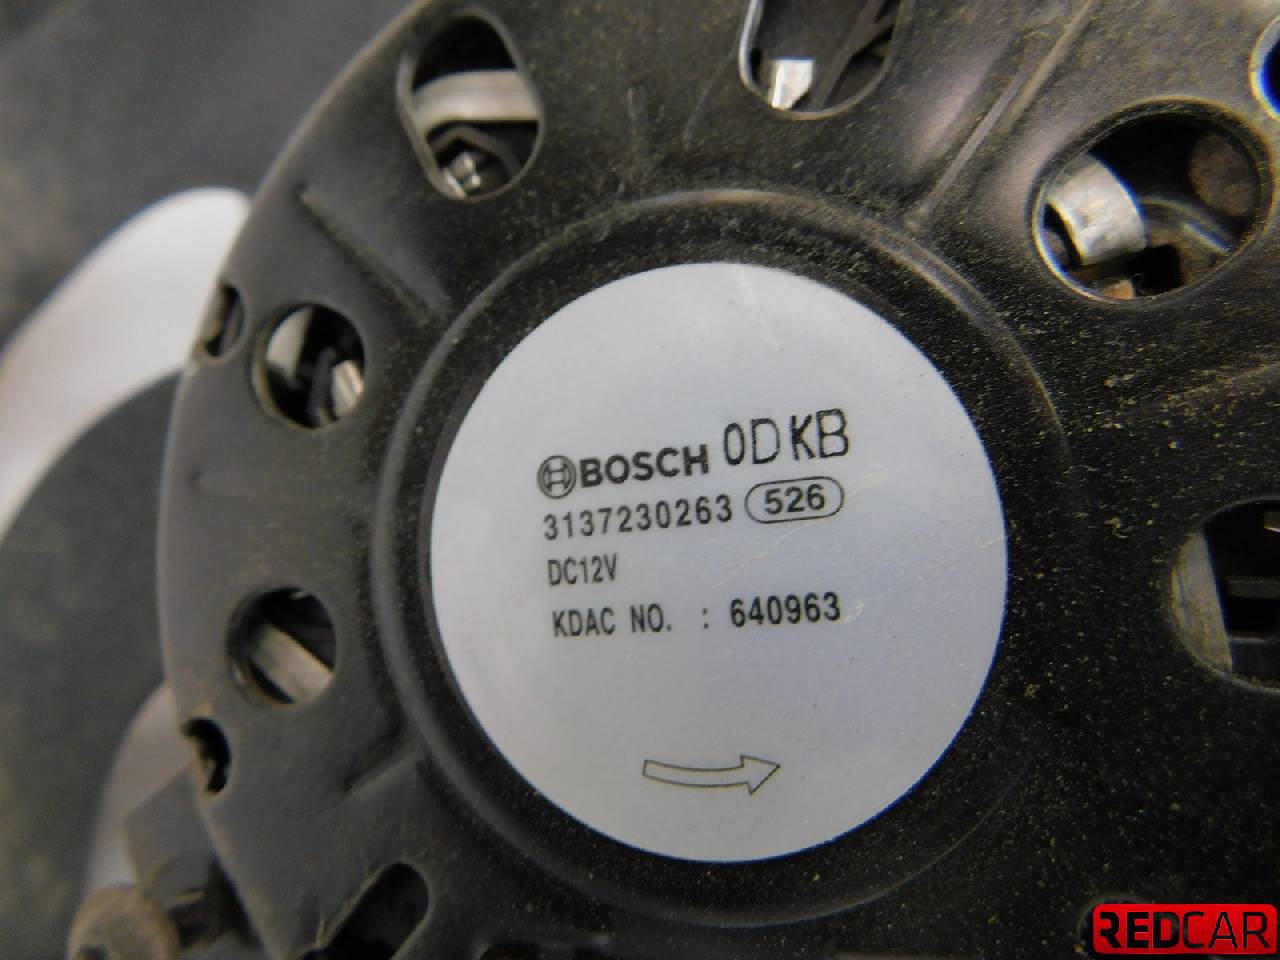 BOSCH 0DKB
3137230263 526
DC12V
KDAC NO. : 640963
REDCAR